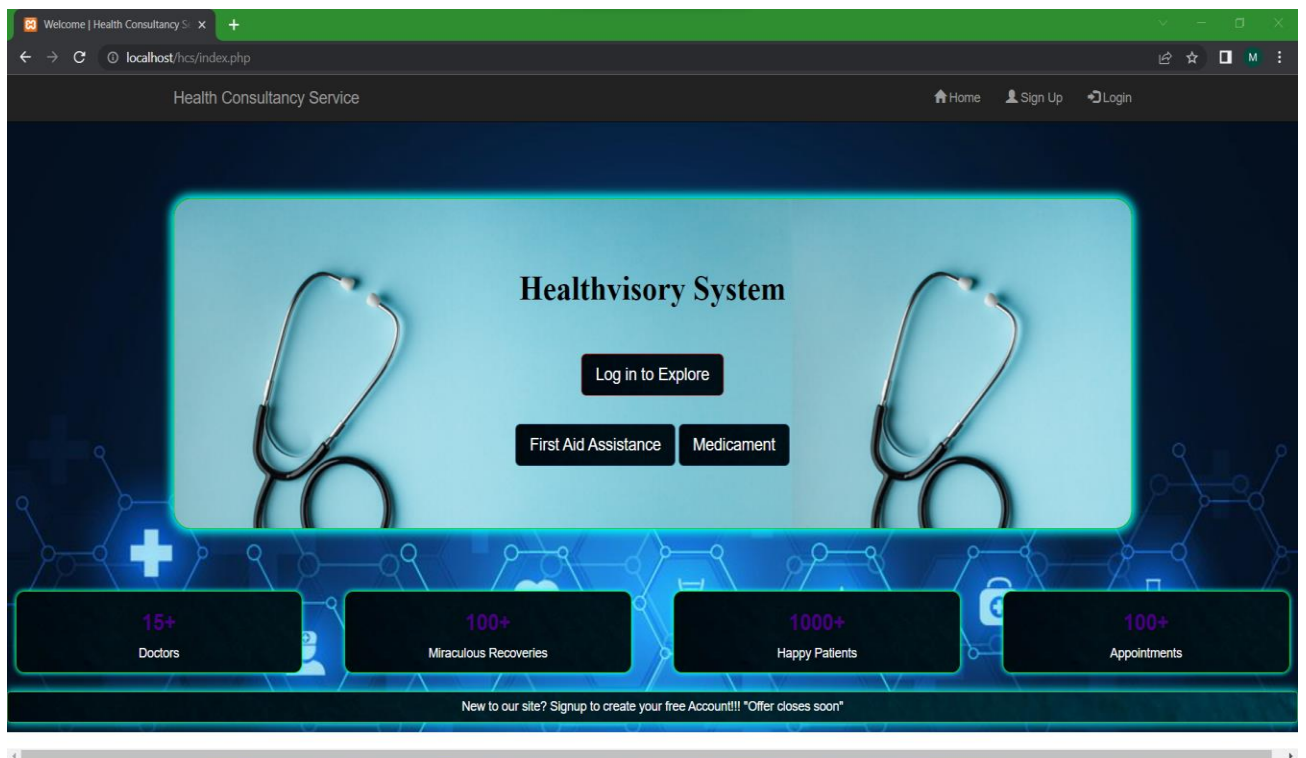 Welcome | Health Consultancy S
localhost/hcs/index.php
M
Health Consultancy Service
Home Sign Up Login
Healthvisory System
Log in to Explore
First Aid Assistance Medicament
15+ 100+ 1000+ 100+
Doctors Miraculous Recoveries Happy Patients Appointments
New to our site? Signup to create your free Account!!! "Offer closes soon"